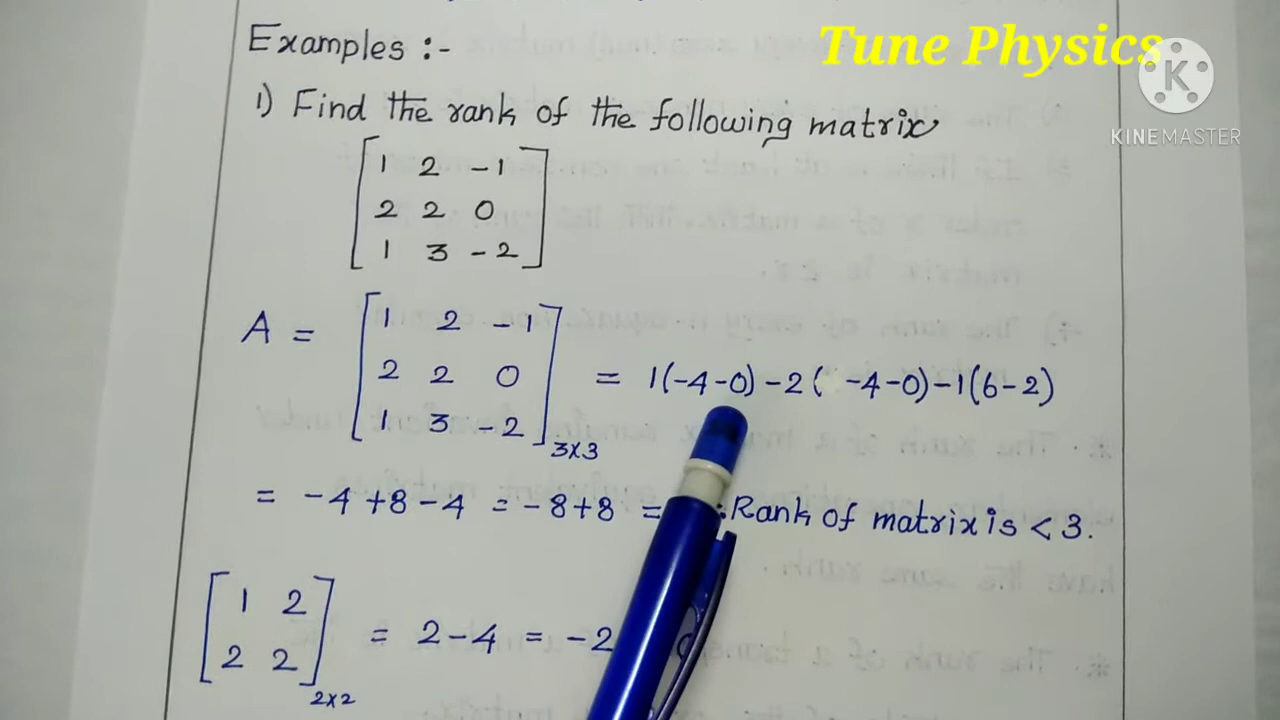 Tune Physics
KINEMASTER
Examples :-
1) Find the rank of the following matrix
1 2 -1
2 2 0
1 3 -2
A = [1 2 -1
2 2 0
1 3 -2] 3x3 = 1(-4-0) -2( -4-0) -1(6-2)
= -4 +8 -4 = -8+8 = :Rank of matrix is < 3.
[1 2
2 2] 2x2 = 2-4 = -2